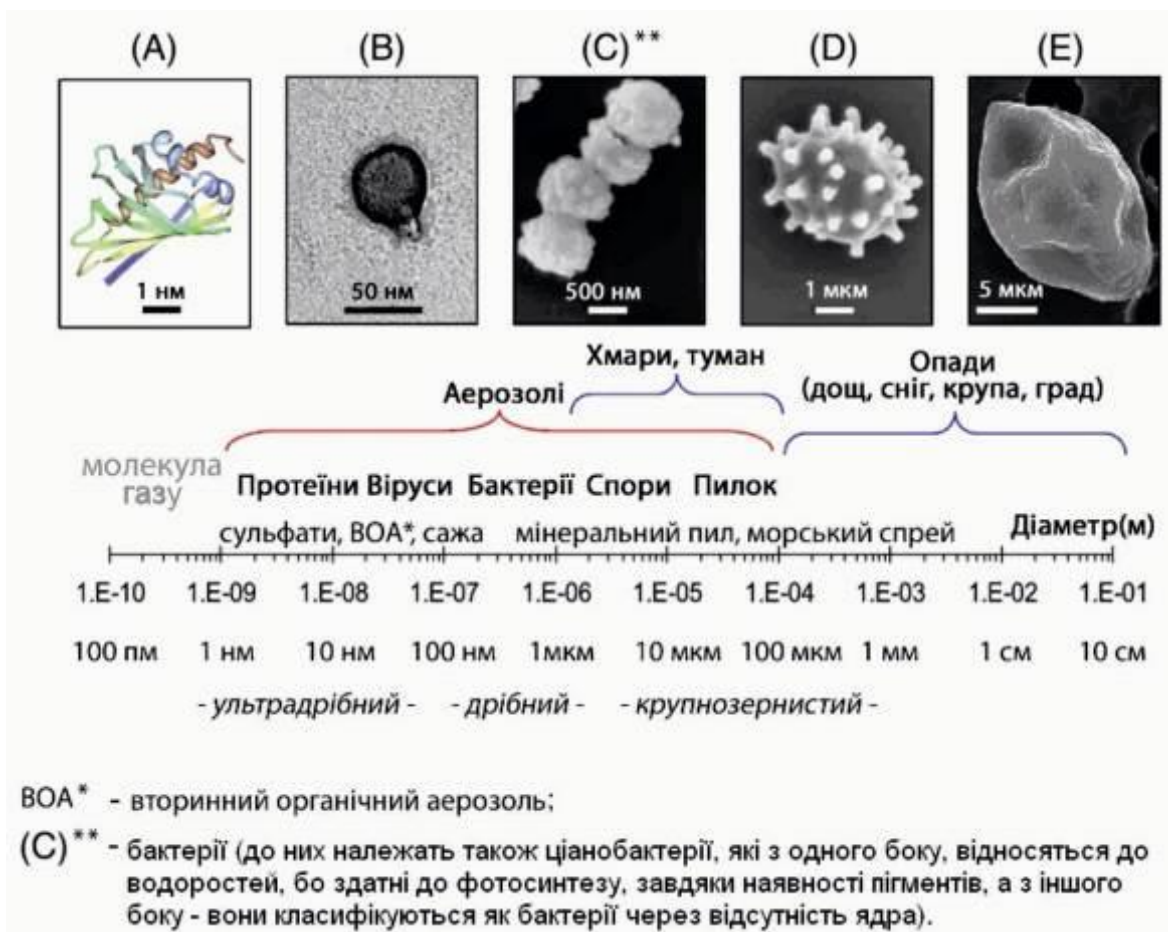 (A) (B) (C)** (D) (E)
1 нм 50 нм 500 нм 1 мкм 5 мкм
Хмари, туман
Опади
(дощ, сніг, крупа, град)
Аерозолі
молекула
газу
Протеїни Віруси Бактерії Спори Пилок
сульфати, ВОА*, сажа мінеральний пил, морський спрей Діаметр(м)
1.E-10 1.E-09 1.E-08 1.E-07 1.E-06 1.E-05 1.E-04 1.E-03 1.E-02 1.E-01
100 пм 1 нм 10 нм 100 нм 1мкм 10 мкм 100 мкм 1 мм 1 см 10 см
- ультрадрібний - - дрібний - - крупнозернистий -
ВОА* - вторинний органічний аерозоль;
(C)** - бактерії (до них належать також ціанобактерії, які з одного боку, відносяться до
водоростей, бо здатні до фотосинтезу, завдяки наявності пігментів, а з іншого
боку - вони класифікуються як бактерії через відсутність ядра).